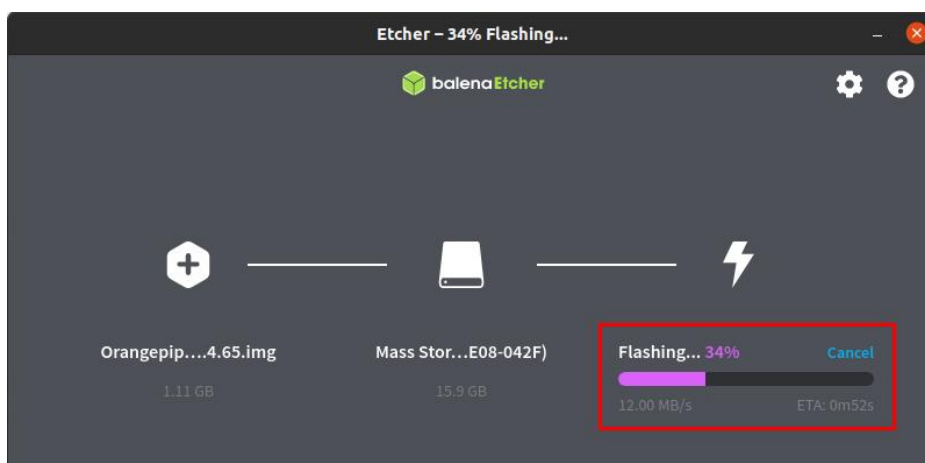 Etcher – 34% Flashing...
balenaEtcher
Orangepip....4.65.img
1.11 GB
Mass Stor...E08-042F)
15.9 GB
Flashing... 34%
Cancel
12.00 MB/s
ETA: 0m52s